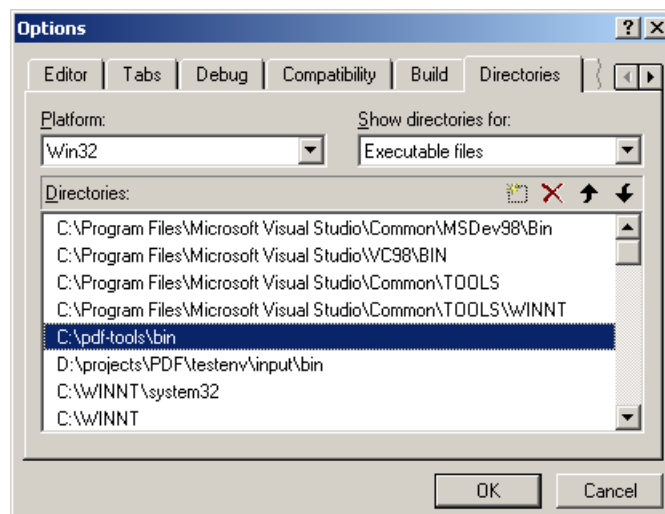 Options
Editor Tabs Debug Compatibility Build Directories
Platform: Show directories for:
Win32 Executable files
Directories:
C:\Program Files\Microsoft Visual Studio\Common\MSDev98\Bin
C:\Program Files\Microsoft Visual Studio\VC98\BIN
C:\Program Files\Microsoft Visual Studio\Common\TOOLS
C:\Program Files\Microsoft Visual Studio\Common\TOOLS\WINNT
C:\pdf-tools\bin
D:\projects\PDF\testenv\input\bin
C:\WINNT\system32
C:\WINNT
OK Cancel